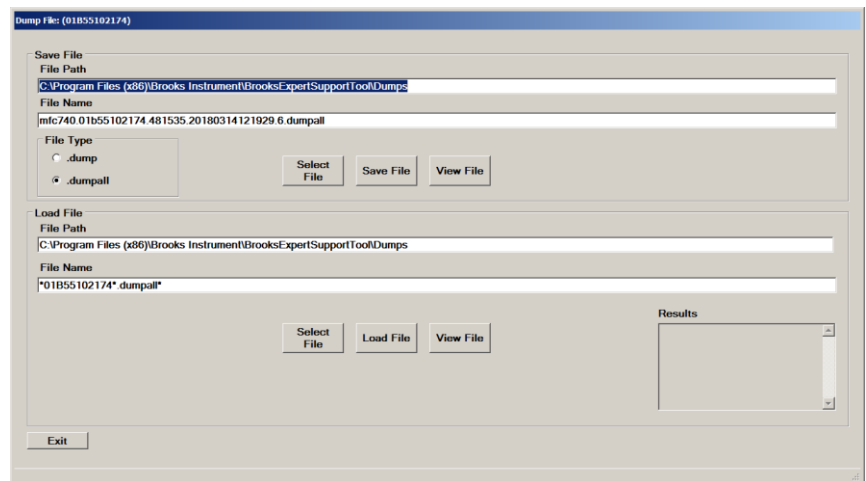 Dump File: (01B55102174)
Save File
File Path
C:\Program Files (x86)\Brooks Instrument\BrooksExpertSupportTool\Dumps
File Name
mfc740.01b55102174.481535.20180314121929.6.dumpall
File Type
.dump
.dumpall
Select File
Save File
View File
Load File
File Path
C:\Program Files (x86)\Brooks Instrument\BrooksExpertSupportTool\Dumps
File Name
*01B55102174*.dumpall*
Select File
Load File
View File
Results
Exit